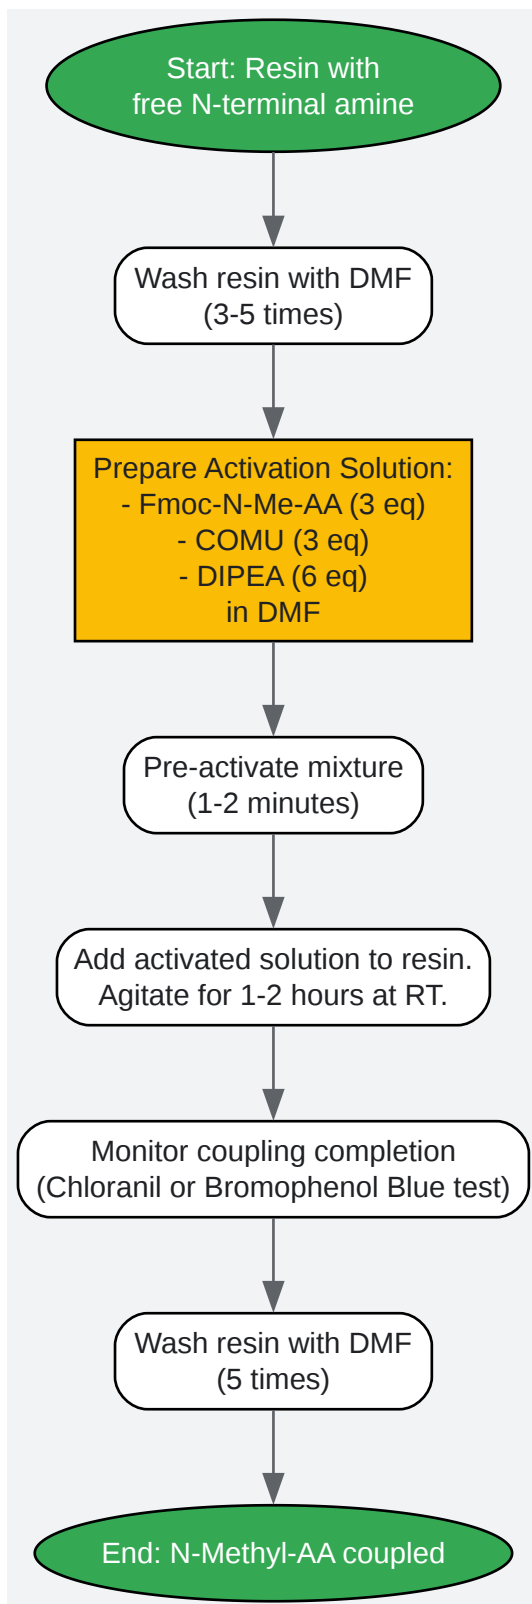 Start: Resin with
free N-terminal amine
Wash resin with DMF
(3-5 times)
Prepare Activation Solution:
- Fmoc-N-Me-AA (3 eq)
- COMU (3 eq)
- DIPEA (6 eq)
in DMF
Pre-activate mixture
(1-2 minutes)
Add activated solution to resin.
Agitate for 1-2 hours at RT.
Monitor coupling completion
(Chloranil or Bromophenol Blue test)
Wash resin with DMF
(5 times)
End: N-Methyl-AA coupled